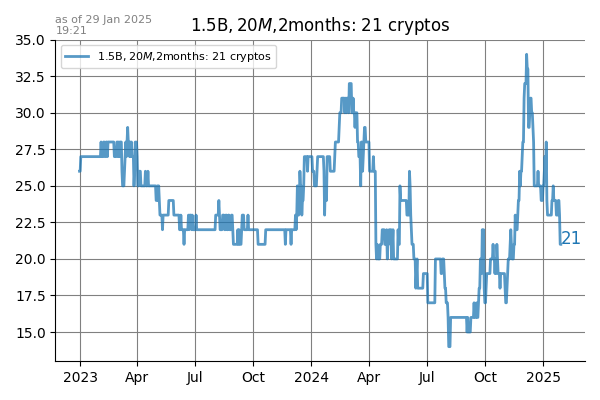 as of 29 Jan 2025
19:21
1.5B, 20M,2months: 21 cryptos
1.5B, 20M,2months: 21 cryptos
35.0
32.5
30.0
27.5
25.0
22.5
20.0
17.5
15.0
21
2023 Apr Jul Oct 2024 Apr Jul Oct 2025